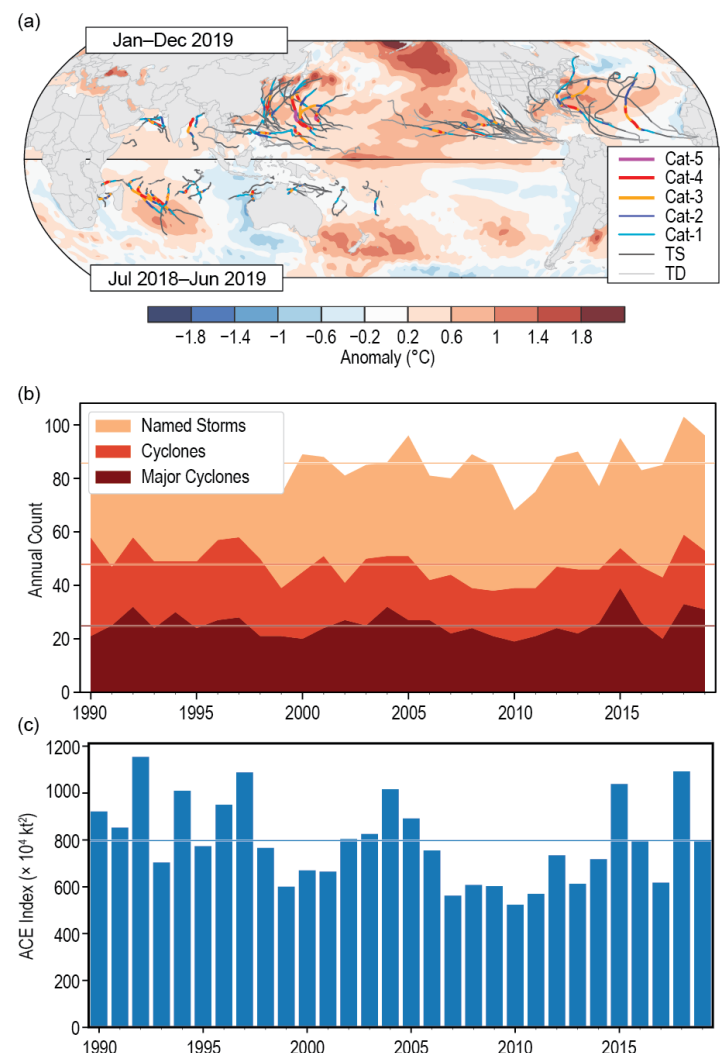 (a)
Jan–Dec 2019
Cat-5
Cat-4
Cat-3
Cat-2
Cat-1
TS
TD
Jul 2018–Jun 2019
−1.8 −1.4 −1 −0.6 −0.2 0.2 0.6 1 1.4 1.8
Anomaly (°C)
(b)
Named Storms
Cyclones
Major Cyclones
Annual Count
100
80
60
40
20
0
1990 1995 2000 2005 2010 2015
(c)
ACE Index (× 10⁴ kt²)
1200
1000
800
600
400
200
0
1990 1995 2000 2005 2010 2015